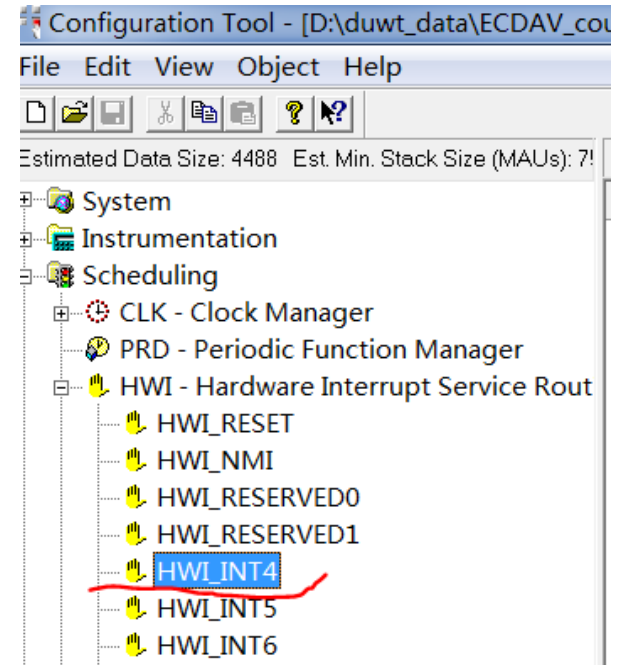 Configuration Tool - [D:\duwt_data\ECDAV_cou
File Edit View Object Help
Estimated Data Size: 4488 Est. Min. Stack Size (MAUs): 7
System
Instrumentation
Scheduling
CLK - Clock Manager
PRD - Periodic Function Manager
HWI - Hardware Interrupt Service Rout
HWI_RESET
HWI_NMI
HWI_RESERVED0
HWI_RESERVED1
HWI_INT4
HWI_INT5
HWI_INT6